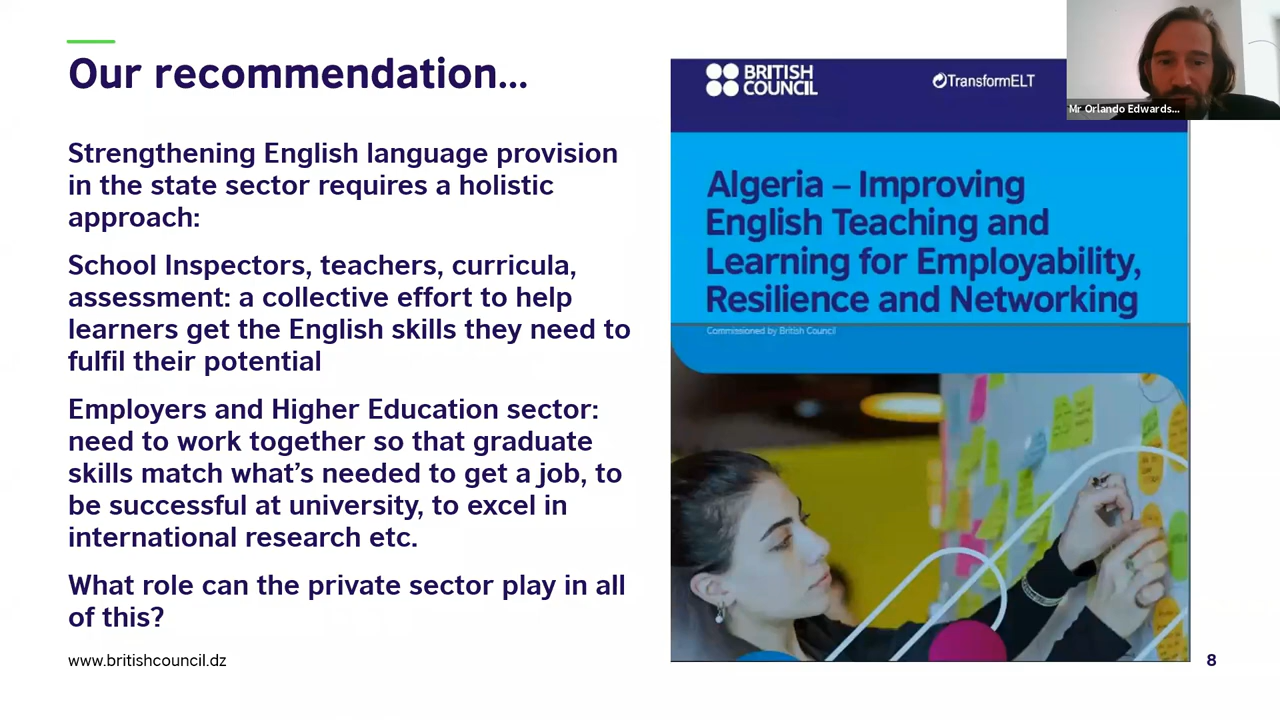 Our recommendation...
Strengthening English language provision
in the state sector requires a holistic
approach:
School Inspectors, teachers, curricula,
assessment: a collective effort to help
learners get the English skills they need to
fulfil their potential
Employers and Higher Education sector:
need to work together so that graduate
skills match what’s needed to get a job, to
be successful at university, to excel in
international research etc.
What role can the private sector play in all
of this?
www.britishcouncil.dz
BRITISH
COUNCIL
TransformELT
Algeria – Improving
English Teaching and
Learning for Employability,
Resilience and Networking
Commissioned by British Council
Mr Orlando Edwards...
8